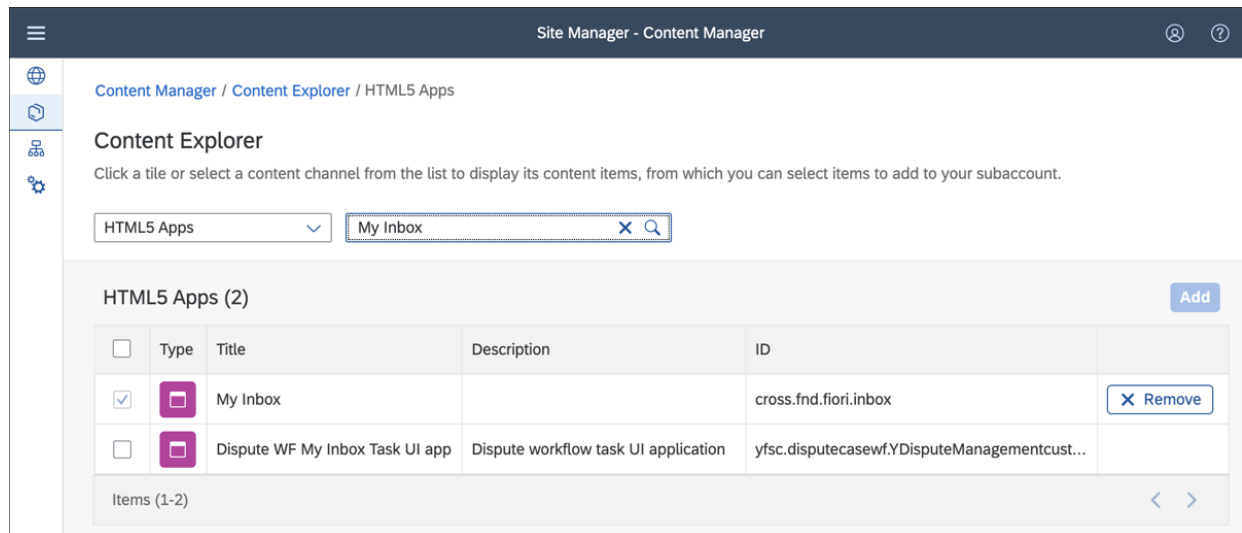 Site Manager - Content Manager
Content Manager / Content Explorer / HTML5 Apps
Content Explorer
Click a tile or select a content channel from the list to display its content items, from which you can select items to add to your subaccount.
HTML5 Apps My Inbox
HTML5 Apps (2) Add
Type Title Description ID
My Inbox cross.fnd.fiori.inbox Remove
Dispute WF My Inbox Task UI app Dispute workflow task UI application yfsc.disputecasewf.YDisputeManagementcust...
Items (1-2)